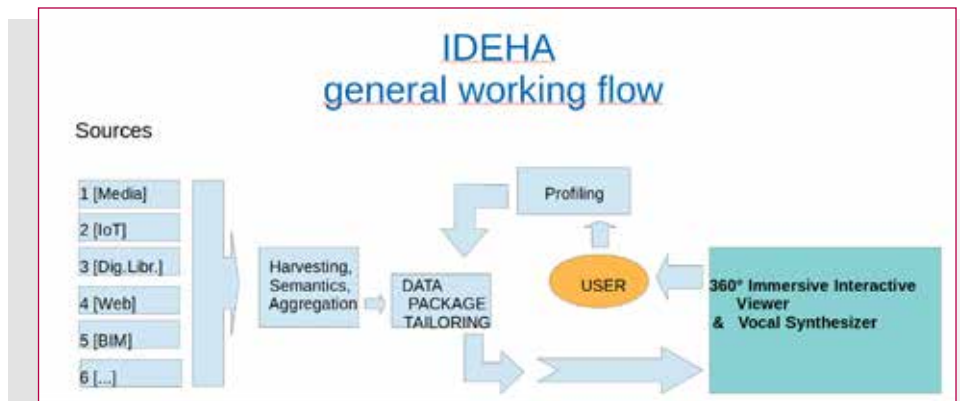 IDEHA
general working flow
Sources
1 [Media]
2 [IoT]
3 [Dig.Libr.]
4 [Web]
5 [BIM]
6 [...]
Harvesting,
Semantics,
Aggregation
DATA
PACKAGE
TAILORING
Profiling
USER
360° Immersive Interactive
Viewer
& Vocal Synthesizer